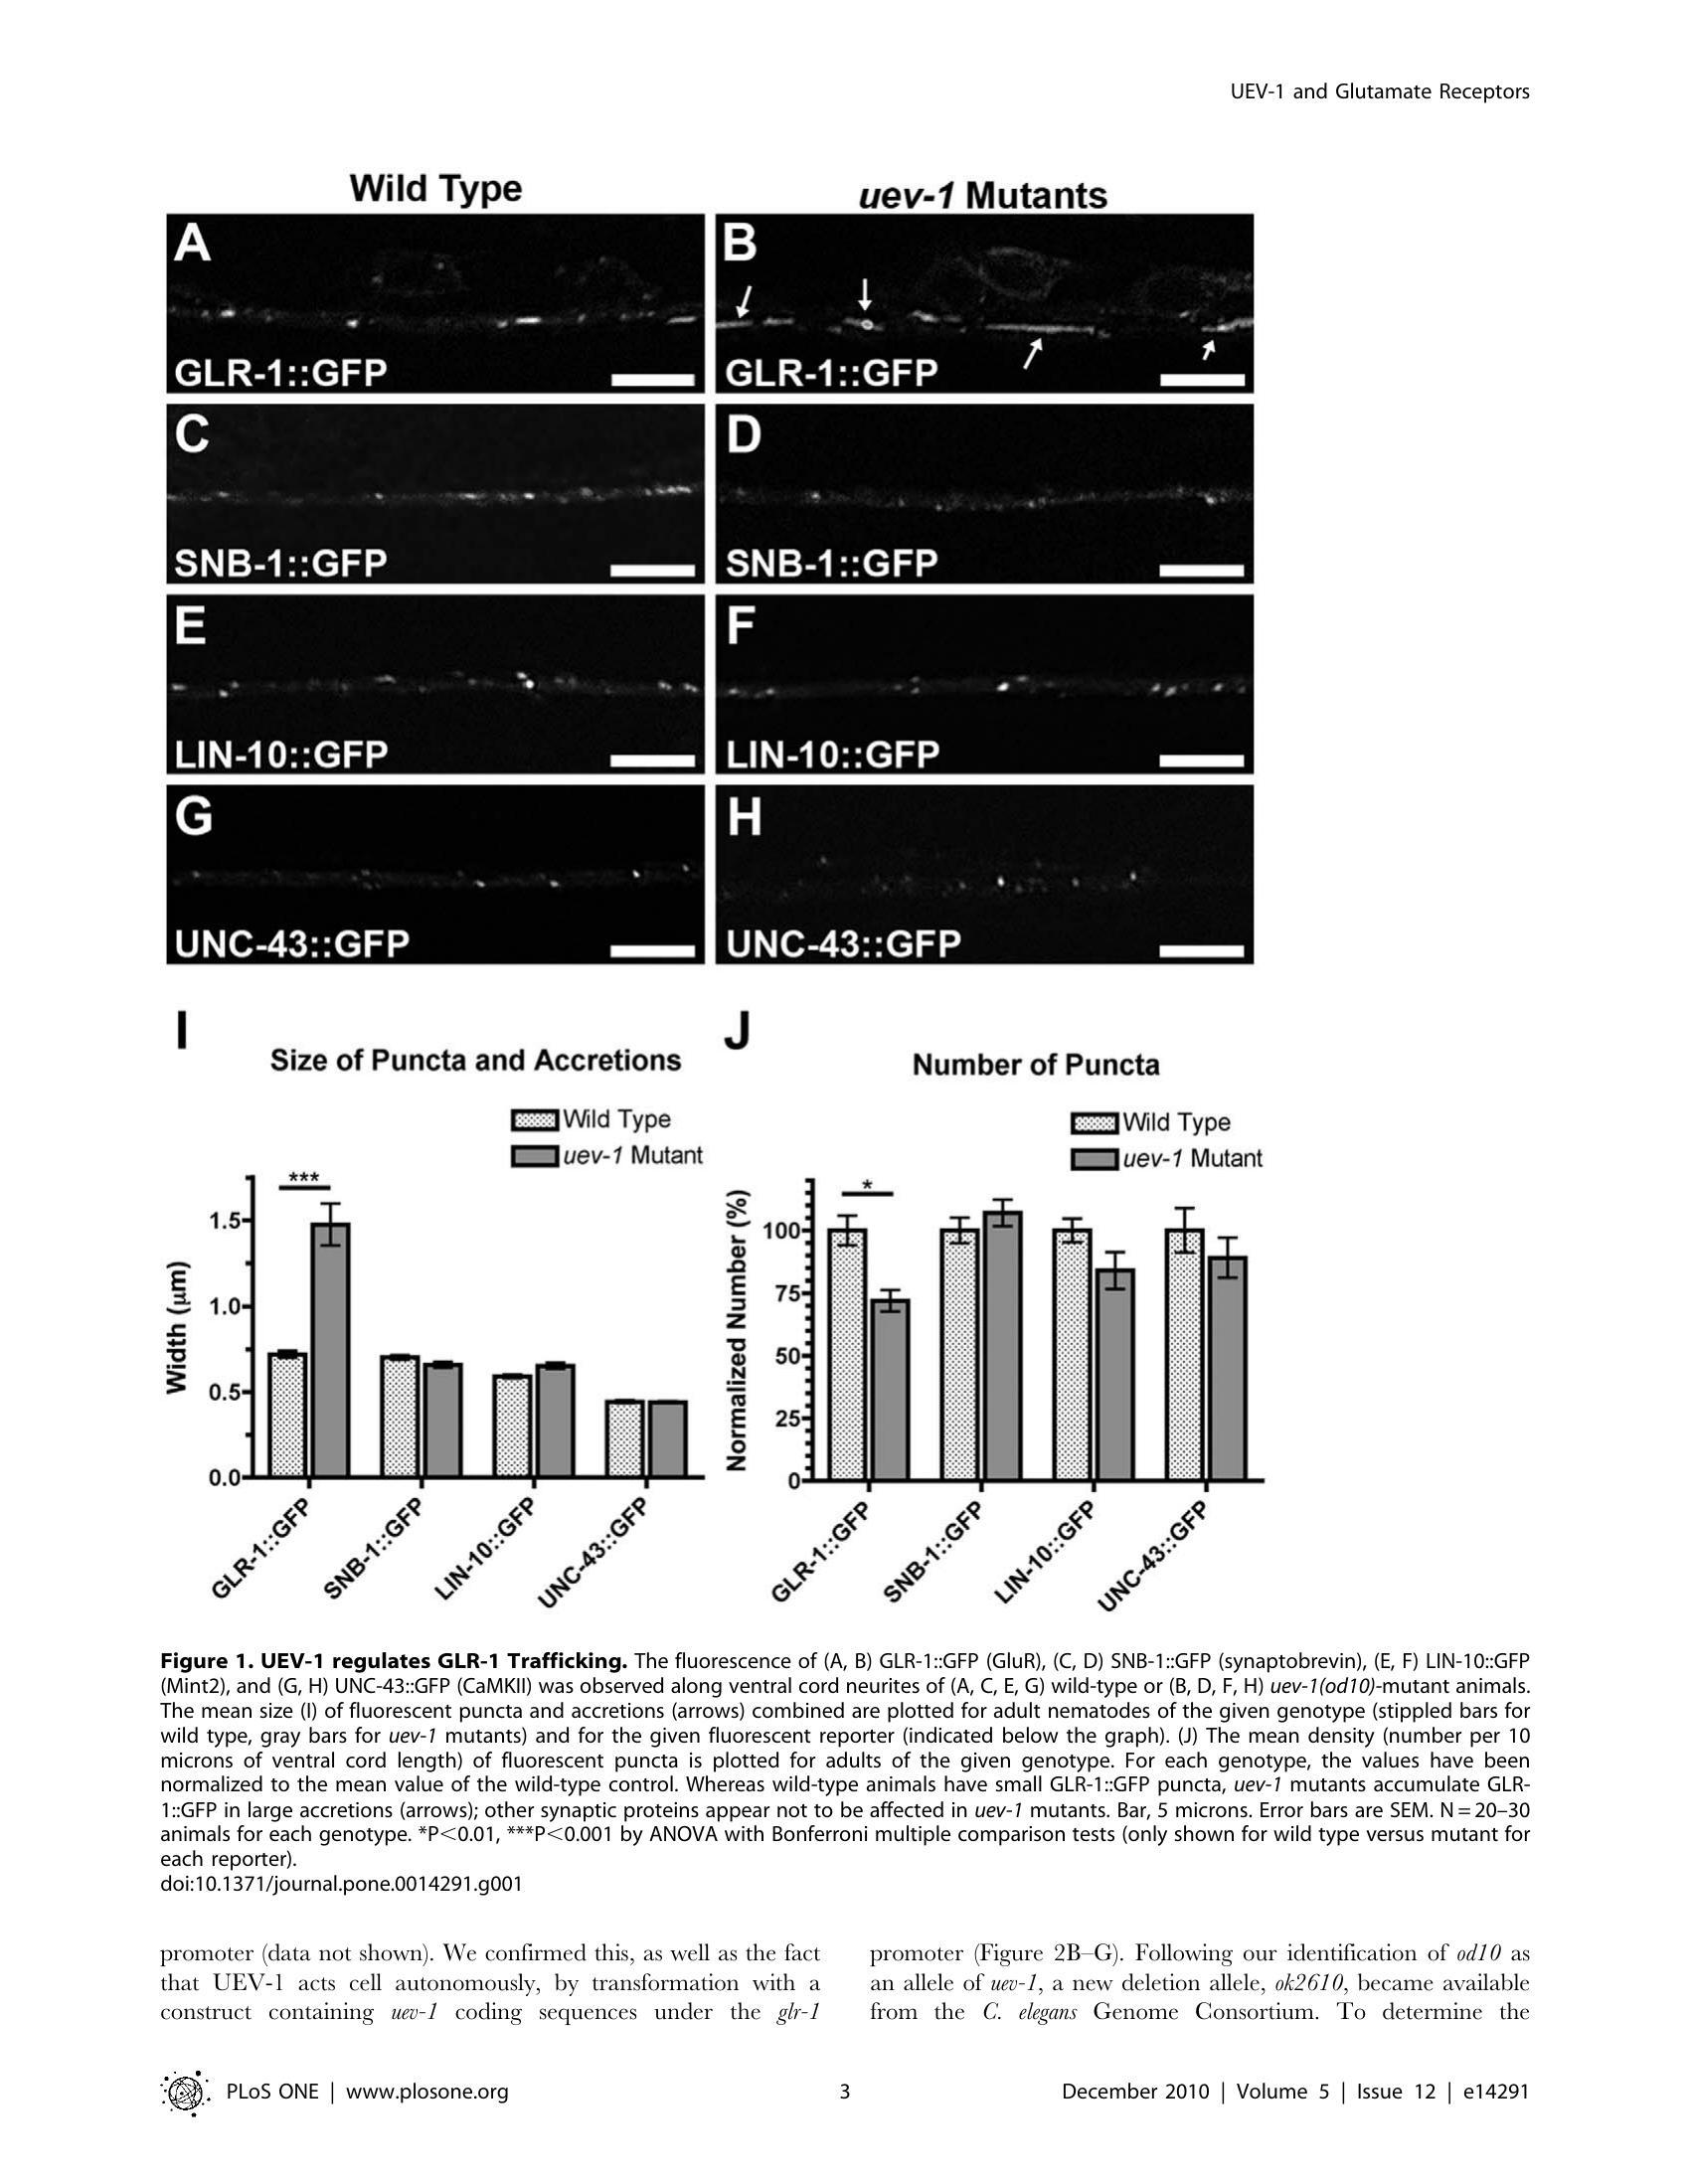 UEV-1 and Glutamate Receptors
Wild Type
uev-1 Mutants
A
GLR-1::GFP
B
GLR-1::GFP
C
SNB-1::GFP
D
SNB-1::GFP
E
LIN-10::GFP
F
LIN-10::GFP
G
UNC-43::GFP
H
UNC-43::GFP
I
Size of Puncta and Accretions
Wild Type
uev-1 Mutant
***
Width (μm)
1.5
1.0
0.5
0.0
GLR-1::GFP
SNB-1::GFP
LIN-10::GFP
UNC-43::GFP
J
Number of Puncta
Wild Type
uev-1 Mutant
*
Normalized Number (%)
100
75
50
25
0
GLR-1::GFP
SNB-1::GFP
LIN-10::GFP
UNC-43::GFP
Figure 1. UEV-1 regulates GLR-1 Trafficking. The fluorescence of (A, B) GLR-1::GFP (GluR), (C, D) SNB-1::GFP (synaptobrevin), (E, F) LIN-10::GFP
(Mint2), and (G, H) UNC-43::GFP (CaMKII) was observed along ventral cord neurites of (A, C, E, G) wild-type or (B, D, F, H) uev-1(od10)-mutant animals.
The mean size (I) of fluorescent puncta and accretions (arrows) combined are plotted for adult nematodes of the given genotype (stippled bars for
wild type, gray bars for uev-1 mutants) and for the given fluorescent reporter (indicated below the graph). (J) The mean density (number per 10
microns of ventral cord length) of fluorescent puncta is plotted for adults of the given genotype. For each genotype, the values have been
normalized to the mean value of the wild-type control. Whereas wild-type animals have small GLR-1::GFP puncta, uev-1 mutants accumulate GLR-
1::GFP in large accretions (arrows); other synaptic proteins appear not to be affected in uev-1 mutants. Bar, 5 microns. Error bars are SEM. N = 20–30
animals for each genotype. *P<0.01, ***P<0.001 by ANOVA with Bonferroni multiple comparison tests (only shown for wild type versus mutant for
each reporter).
doi:10.1371/journal.pone.0014291.g001
promoter (data not shown). We confirmed this, as well as the fact
that UEV-1 acts cell autonomously, by transformation with a
construct containing uev-1 coding sequences under the glr-1
promoter (Figure 2B–G). Following our identification of od10 as
an allele of uev-1, a new deletion allele, ok2610, became available
from the C. elegans Genome Consortium. To determine the
PLoS ONE | www.plosone.org
3
December 2010 | Volume 5 | Issue 12 | e14291